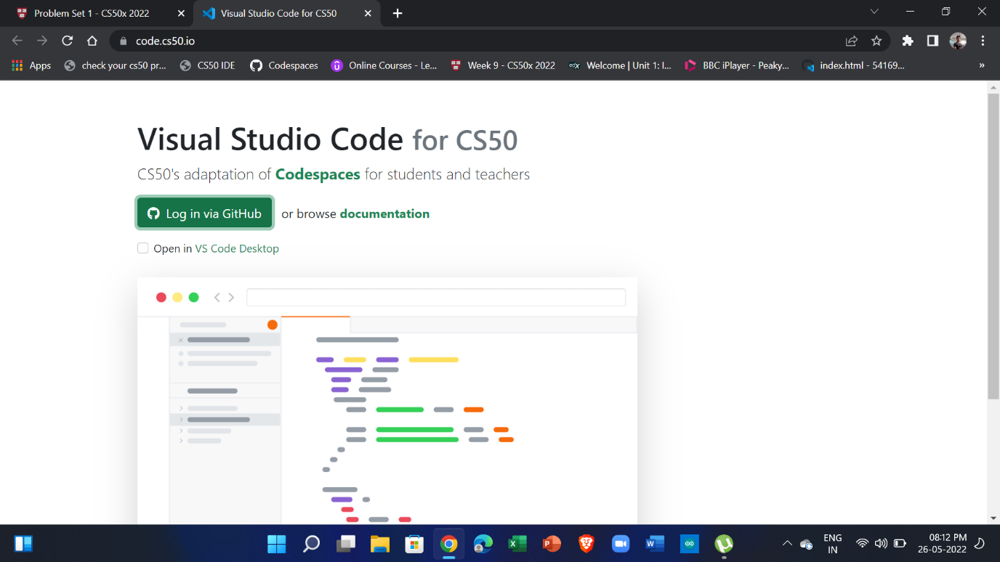 Problem Set 1 - CS50x 2022
Visual Studio Code for CS50
code.cs50.io
Apps
check your cs50 pr...
CS50 IDE
Codespaces
Online Courses - Le...
Week 9 - CS50x 2022
edX
Welcome | Unit 1: I...
BBC iPlayer - Peaky...
index.html - 54169...
Visual Studio Code for CS50
CS50's adaptation of Codespaces for students and teachers
Log in via GitHub or browse documentation
Open in VS Code Desktop
ENG
IN
08:12 PM
26-05-2022